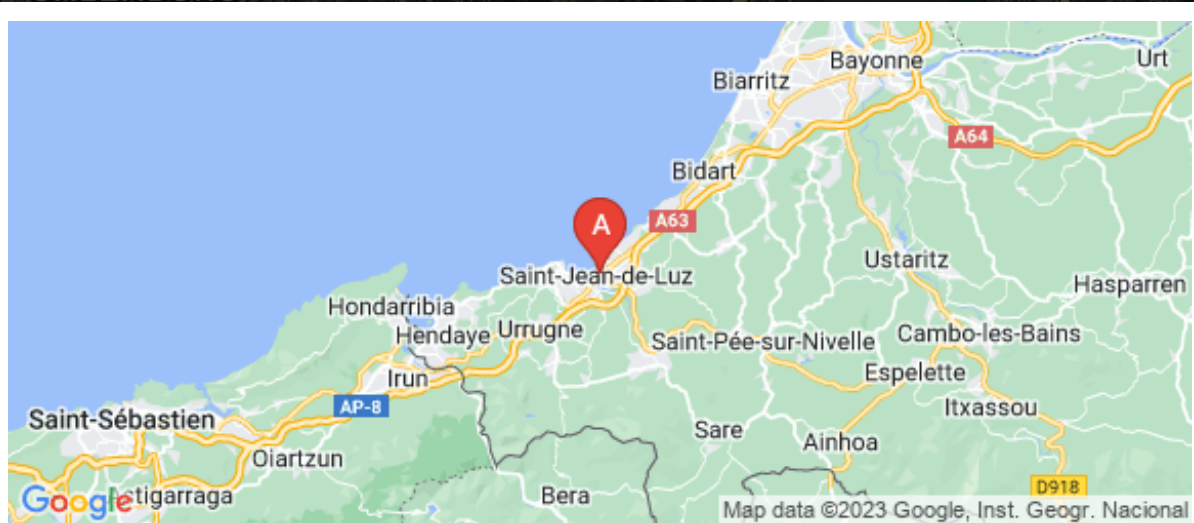 Bayonne
Urt
Biarritz
A64
Bidart
A
A63
Ustaritz
Saint-Jean-de-Luz
Hasparren
Hondarribia
Hendaye
Urrugne
Saint-Pée-sur-Nivelle
Cambo-les-Bains
Espelette
Irun
AP-8
Itxassou
Saint-Sébastien
Sare
Ainhoa
Oiartzun
D918
Bera
Google
Map data ©2023 Google, Inst. Geogr. Nacional